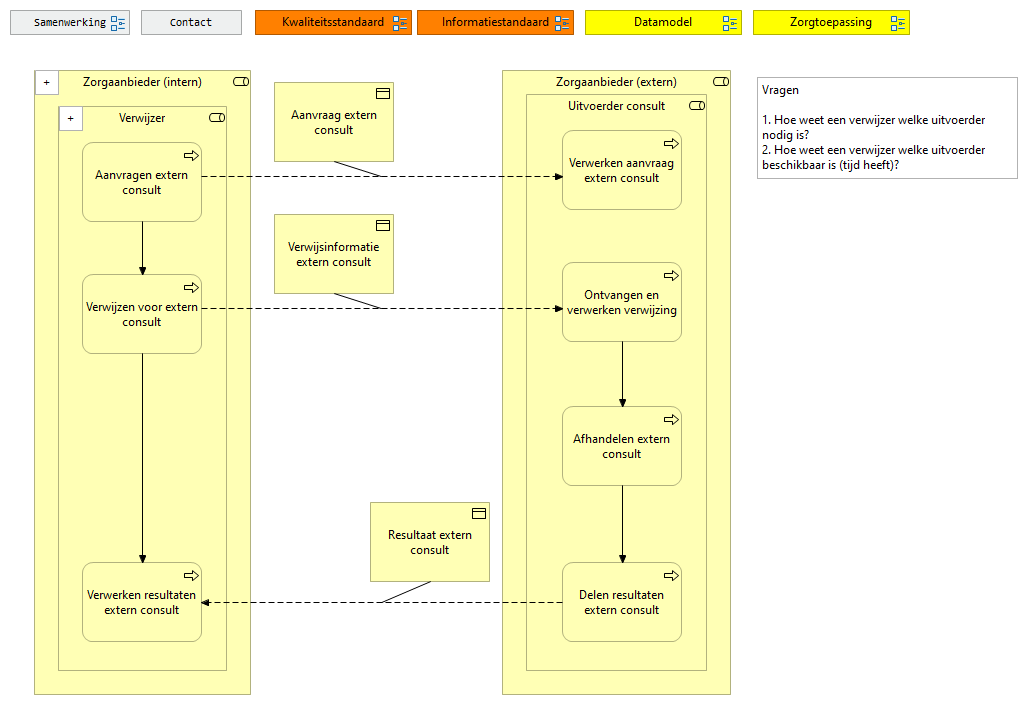 Samenwerking
Contact
Kwaliteitsstandaard
Informatiestandaard
Datamodel
Zorgtoepassing
+
Zorgaanbieder (intern)
+
Verwijzer
Aanvragen extern
consult
Verwijzen voor extern
consult
Verwerken resultaten
extern consult
Aanvraag extern
consult
Verwijsinformatie
extern consult
Resultaat extern
consult
Zorgaanbieder (extern)
Uitvoerder consult
Verwerken aanvraag
extern consult
Ontvangen en
verwerken verwijzing
Afhandelen extern
consult
Delen resultaten
extern consult
Vragen
1. Hoe weet een verwijzer welke uitvoerder
nodig is?
2. Hoe weet een verwijzer welke uitvoerder
beschikbaar is (tijd heeft)?